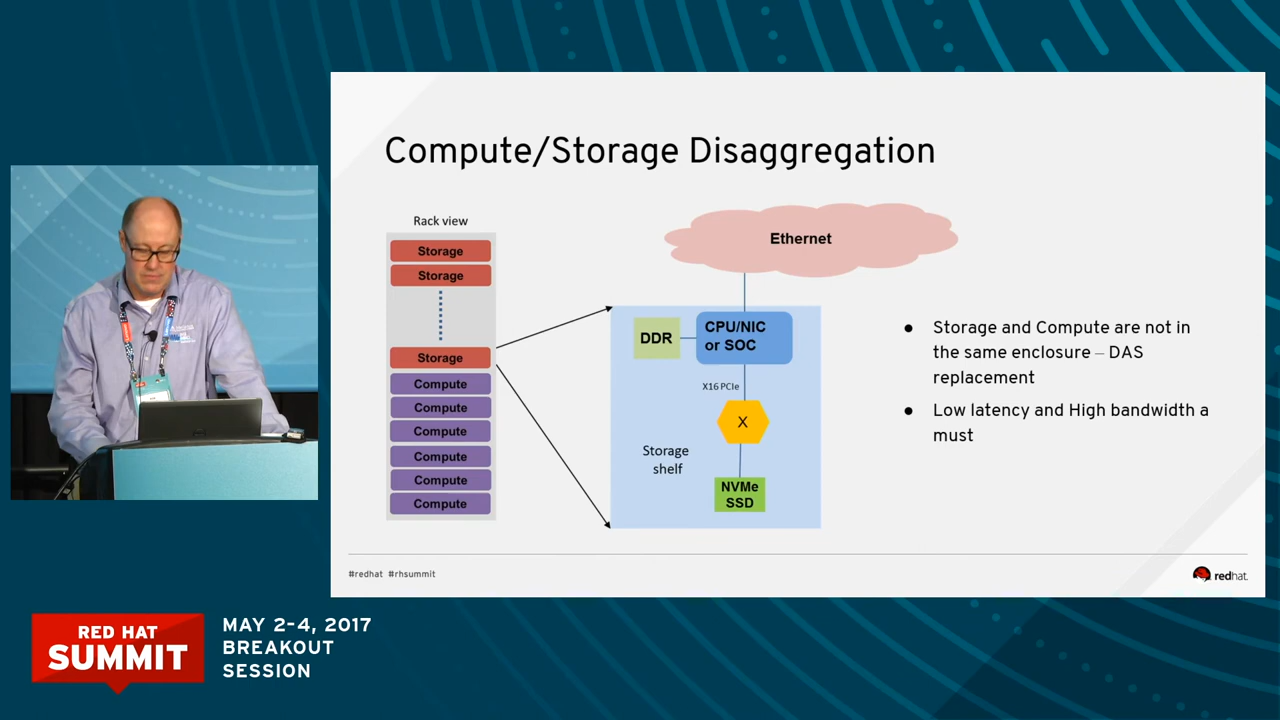 Compute/Storage Disaggregation
Rack view
Storage
Storage
Storage
Compute
Compute
Compute
Compute
Compute
Compute
Ethernet
DDR
CPU/NIC
or SOC
X16 PCIe
X
Storage
shelf
NVMe
SSD
● Storage and Compute are not in
the same enclosure – DAS
replacement
● Low latency and High bandwidth a
must
#redhat #rhsummit
redhat.
RED HAT
SUMMIT
MAY 2-4, 2017
BREAKOUT
SESSION